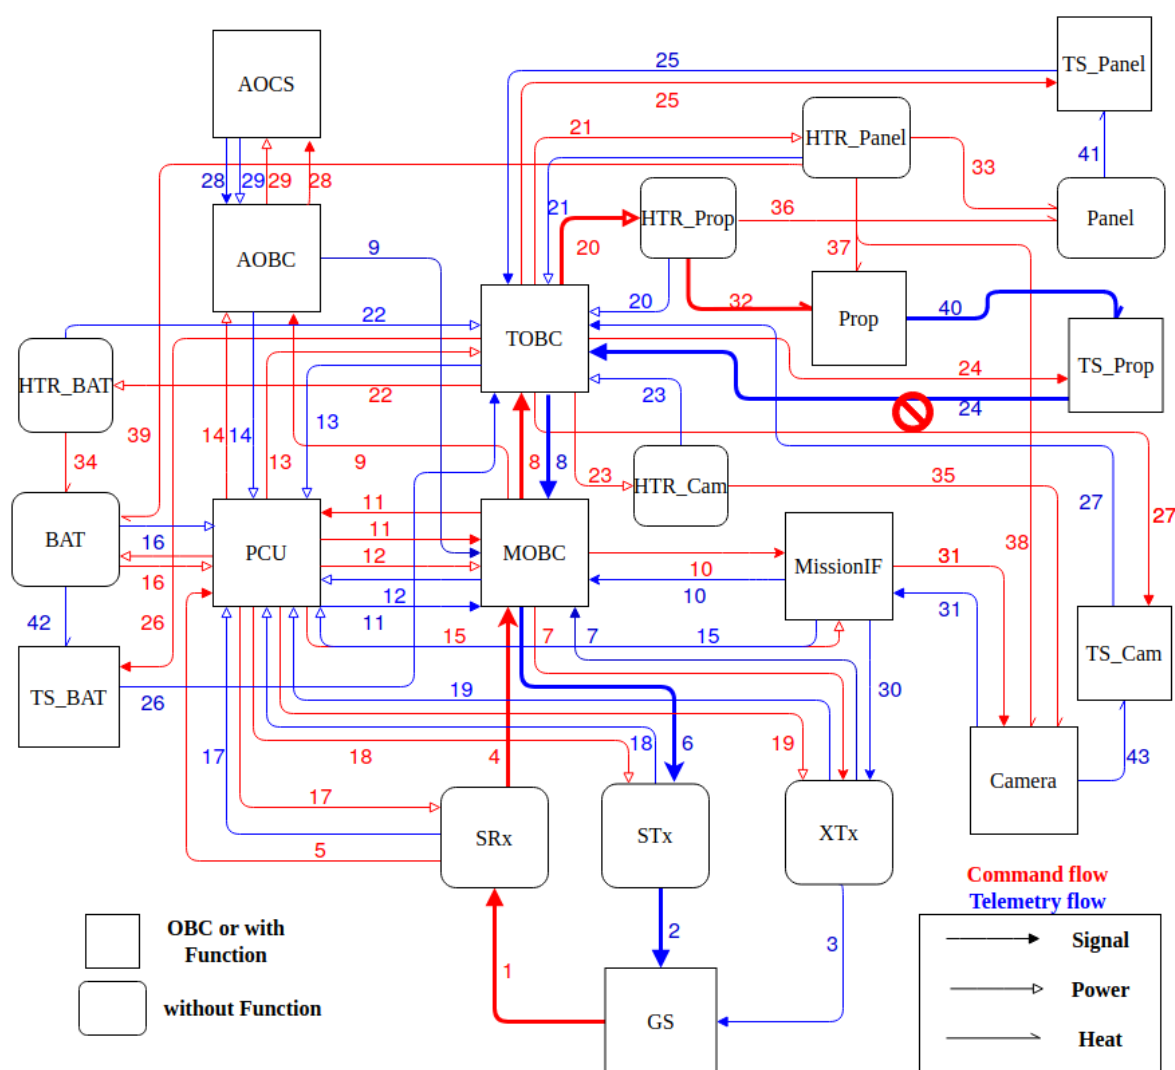 TS_Panel
25
AOCS
25
21
HTR_Panel
41
33
28
29
29
28
21
HTR_Prop
36
Panel
20
9
AOBC
37
20
32
40
22
TOBC
Prop
TS_Prop
HTR_BAT
24
22
23
24
39
14
14
13
13
9
8
8
34
23
HTR_Cam
35
11
27
27
BAT
16
PCU
11
MOBC
MissionIF
31
38
12
10
16
12
10
31
42
26
11
15
7
7
15
TS_Cam
TS_BAT
26
19
30
17
18
4
18
6
19
43
17
Camera
5
SRx
STx
XTx
Command flow
Telemetry flow
OBC or with
Function
2
3
Signal
1
Power
without Function
GS
Heat